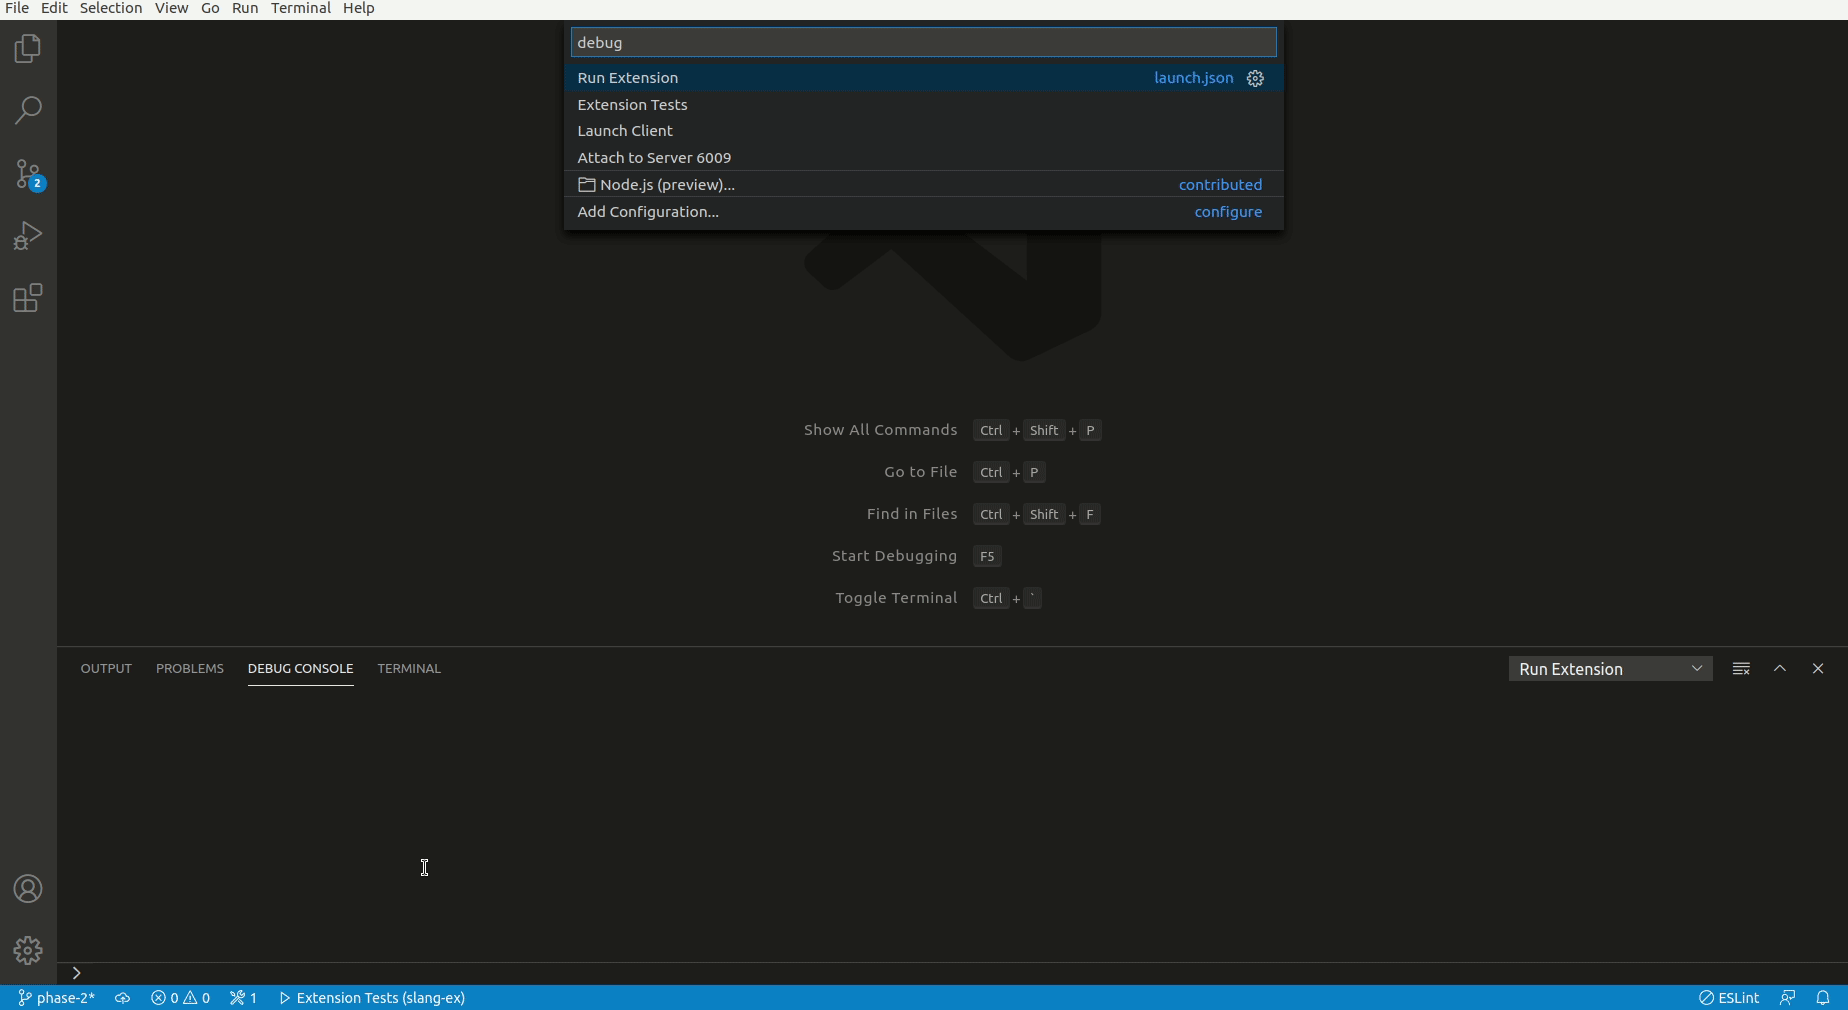 File Edit Selection View Go Run Terminal Help
debug
Run Extension launch.json
Extension Tests
Launch Client
Attach to Server 6009
Node.js (preview)... contributed
Add Configuration... configure
2
Show All Commands Ctrl + Shift + P
Go to File Ctrl + P
Find in Files Ctrl + Shift + F
Start Debugging F5
Toggle Terminal Ctrl + `
OUTPUT PROBLEMS DEBUG CONSOLE TERMINAL Run Extension
phase-2* 0 0 1 Extension Tests (slang-ex) ESLint